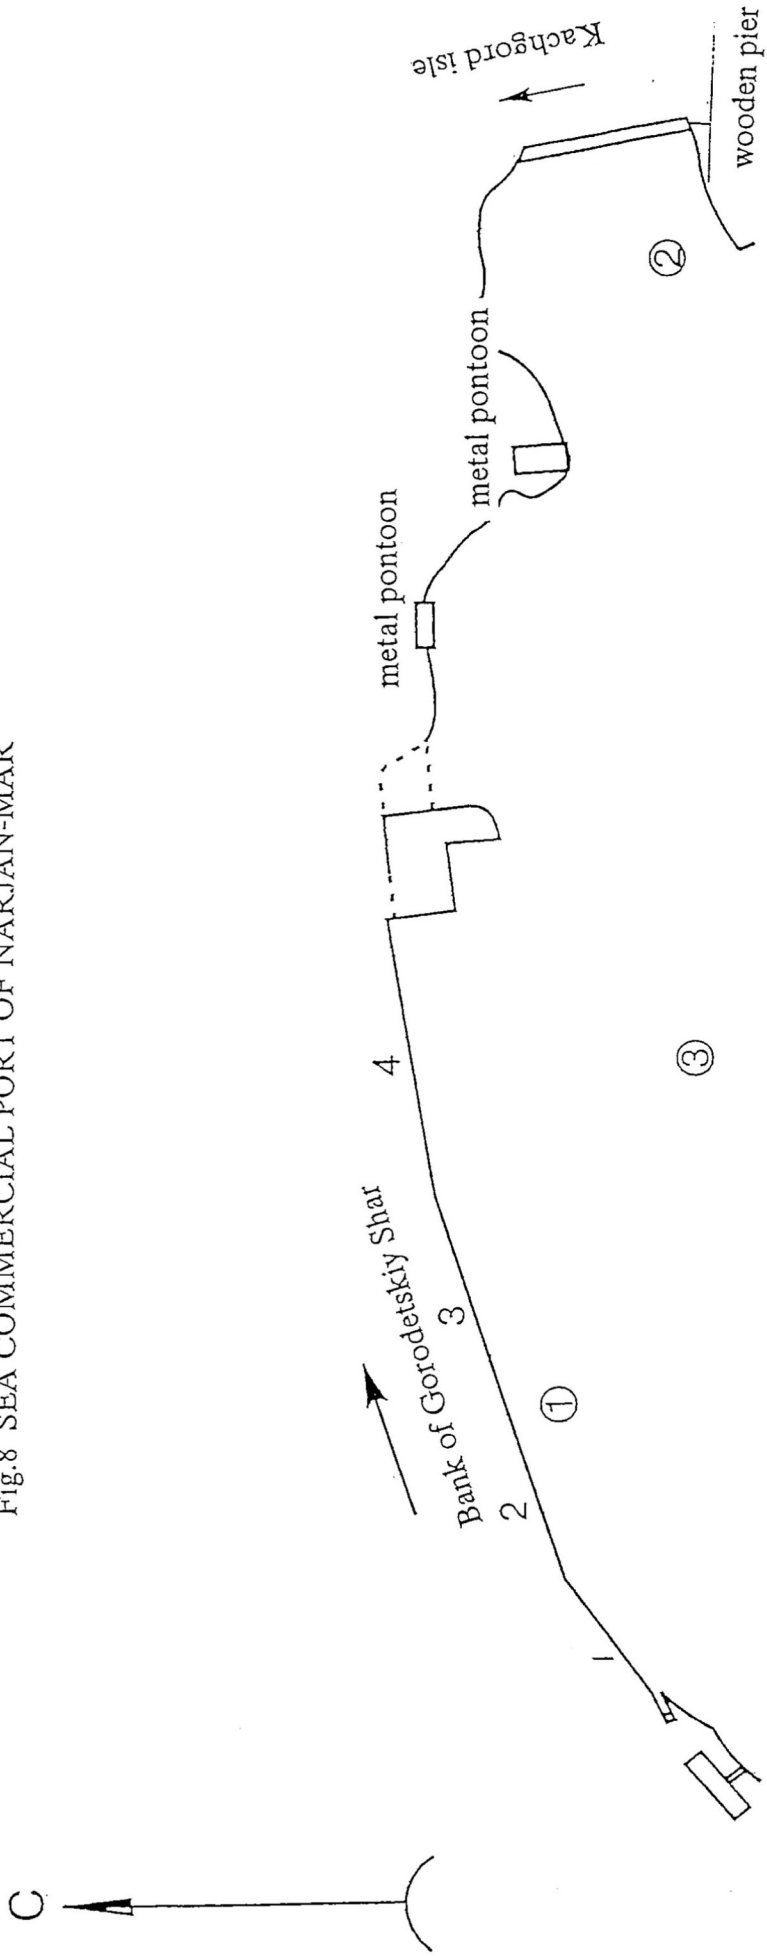 Fig.8 SEA COMMERCIAL PORT OF NARJAN-MAR
C
Kachgord isle
wooden pier
metal pontoon
metal pontoon
Bank of Gorodetskiy Shar
1
2
3
4
①
②
③